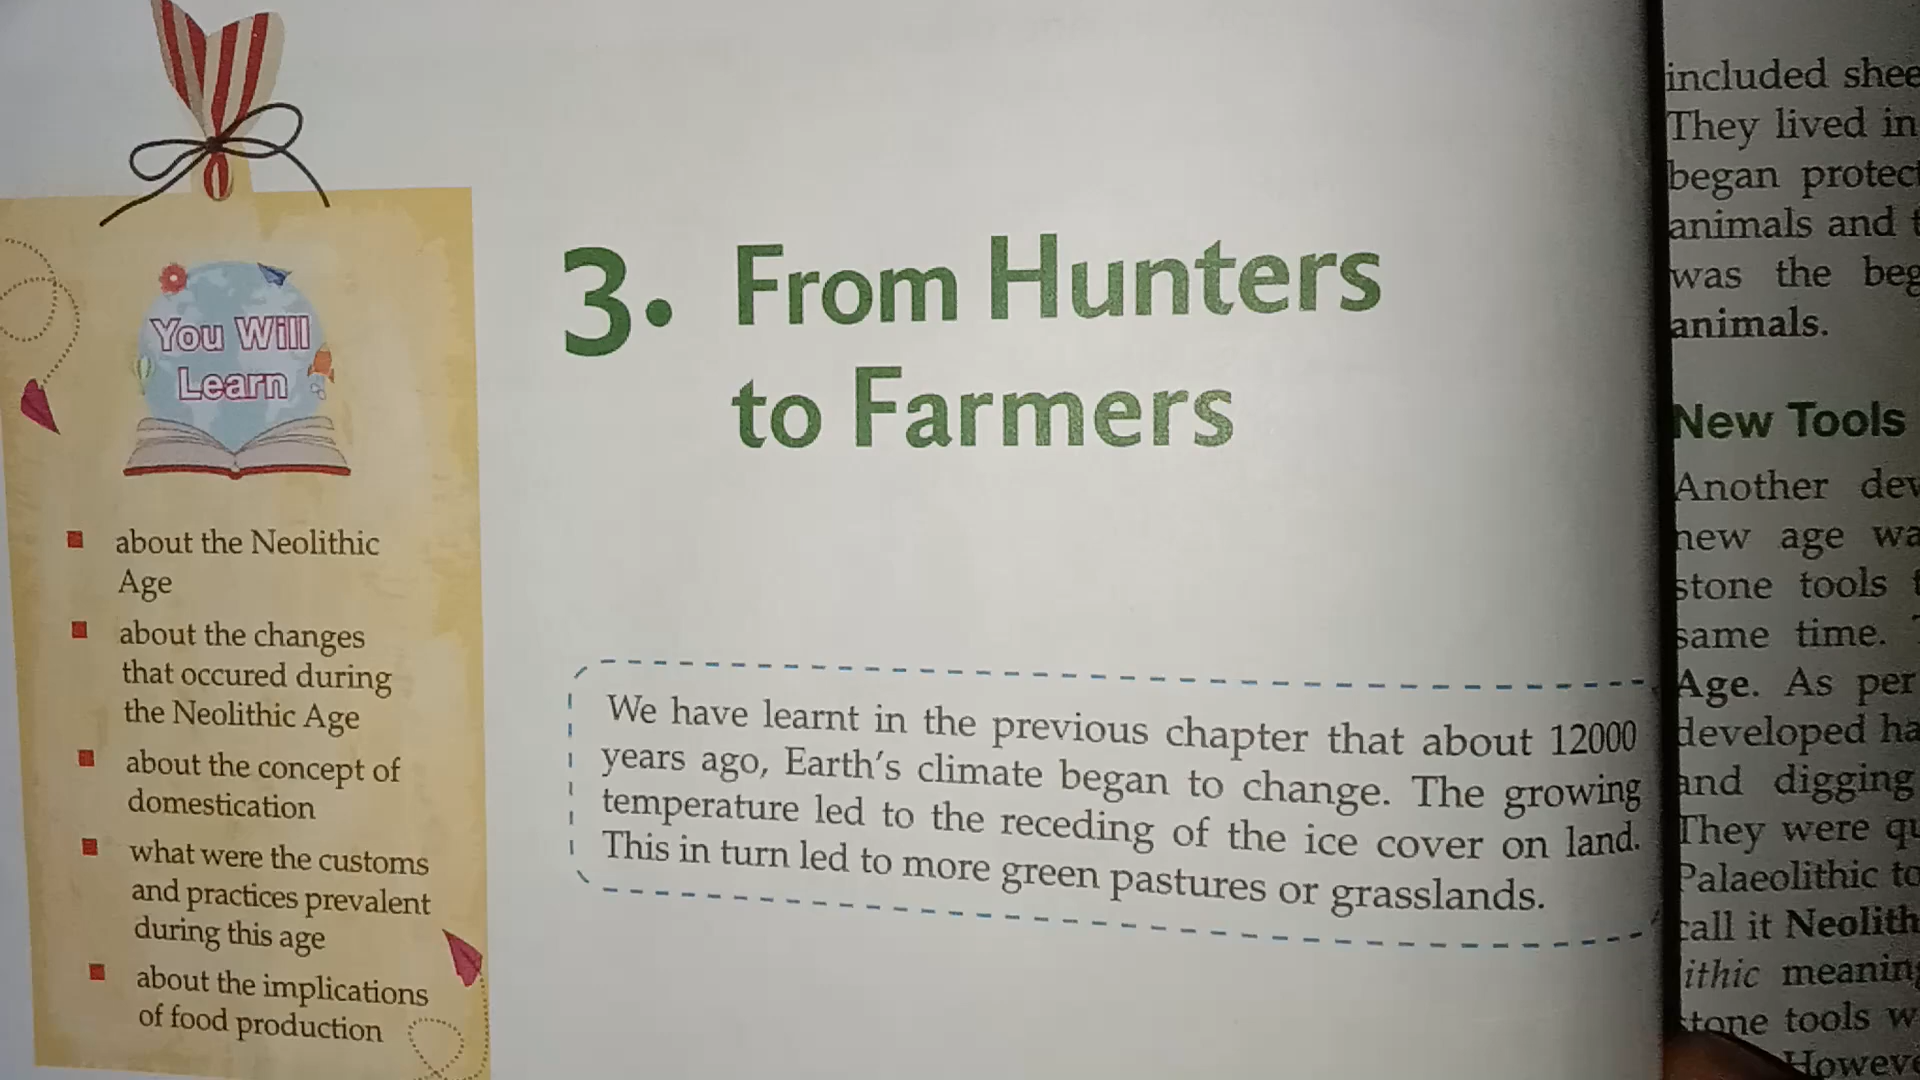 You Will
Learn
about the Neolithic
Age
about the changes
that occured during
the Neolithic Age
about the concept of
domestication
what were the customs
and practices prevalent
during this age
about the implications
of food production
3. From Hunters
to Farmers
We have learnt in the previous chapter that about 12000
years ago, Earth's climate began to change. The growing
temperature led to the receding of the ice cover on land.
This in turn led to more green pastures or grasslands.
included
They lived in
began
animals and
was the
animals.
New Tools
Another
new age
stone tools
same time.
Age. As per
developed
and digging
They were
Palaeolithic
call it
meaning
stone tools